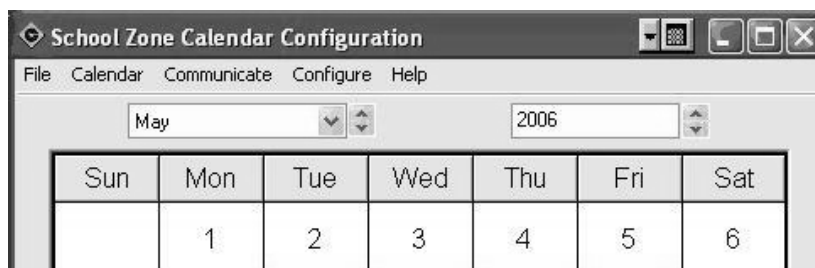 School Zone Calendar Configuration
File Calendar Communicate Configure Help
May 2006
Sun Mon Tue Wed Thu Fri Sat
1 2 3 4 5 6